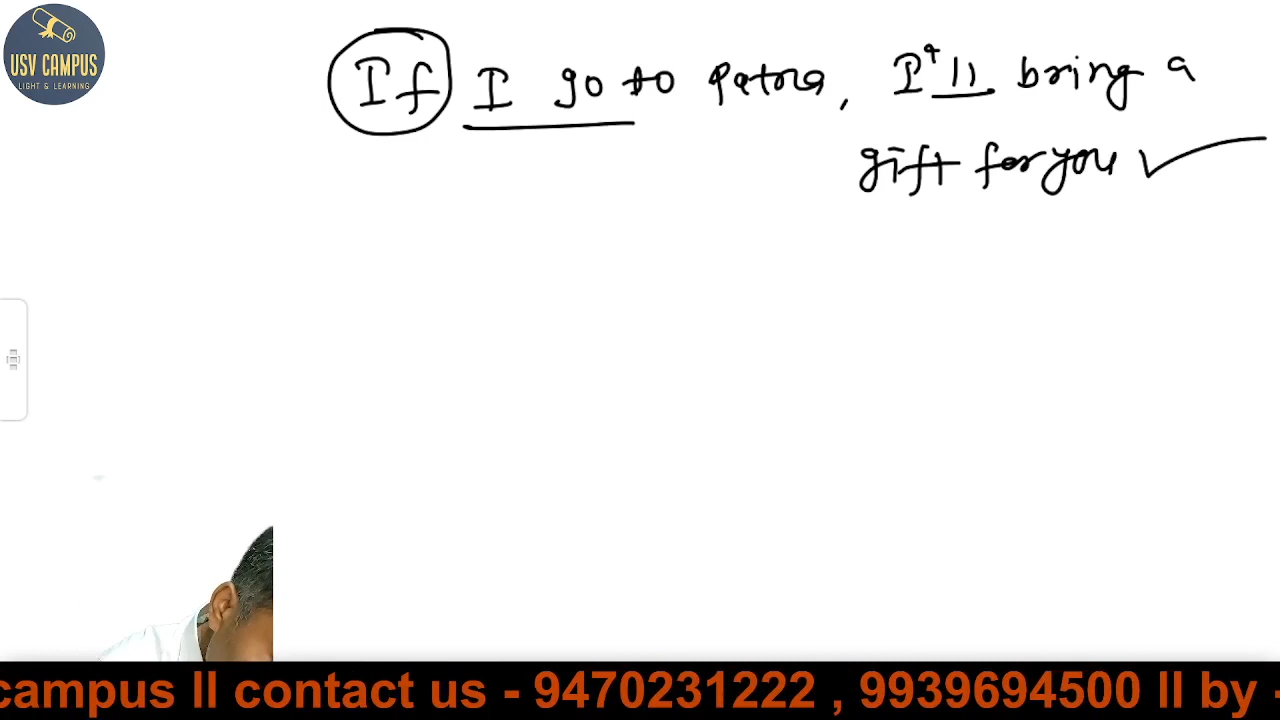 USV CAMPUS
LIGHT & LEARNING
If I go to Patna, I'll bring a
gift for you
campus ll contact us - 9470231222 , 9939694500 ll by -